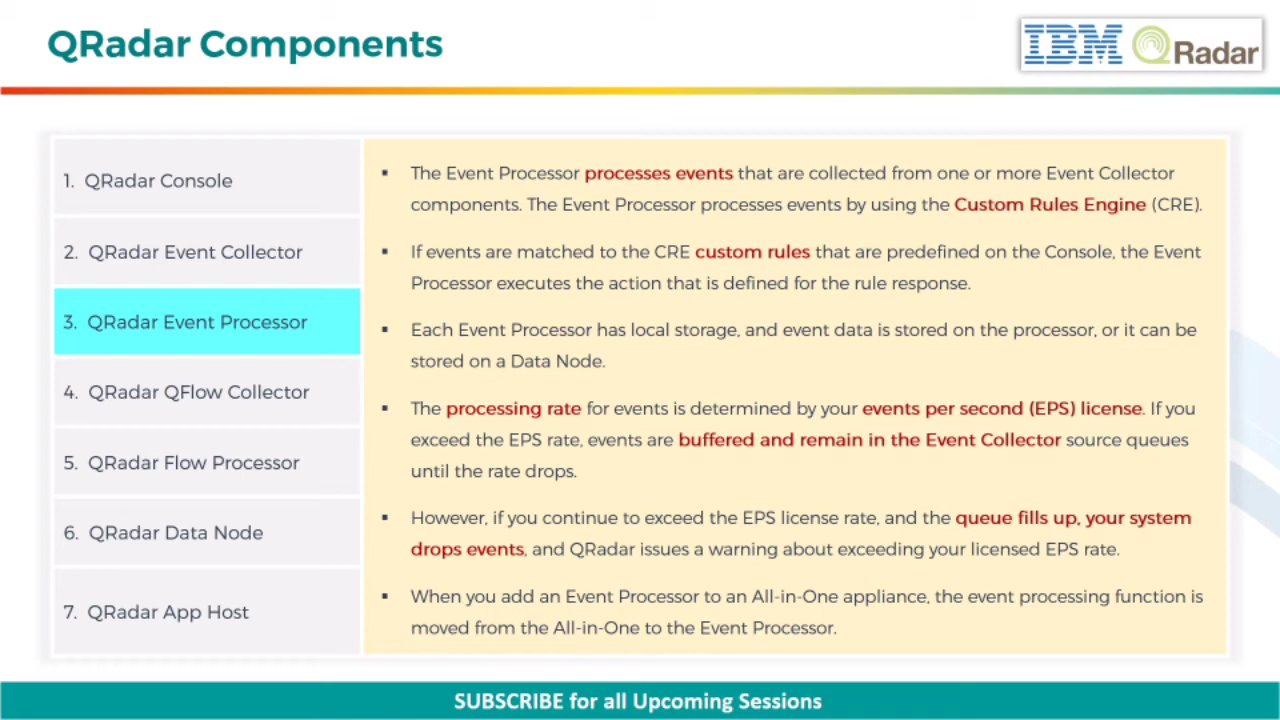 QRadar Components
IBM QRadar
1. QRadar Console
2. QRadar Event Collector
3. QRadar Event Processor
4. QRadar QFlow Collector
5. QRadar Flow Processor
6. QRadar Data Node
7. QRadar App Host
▪ The Event Processor processes events that are collected from one or more Event Collector
components. The Event Processor processes events by using the Custom Rules Engine (CRE).
▪ If events are matched to the CRE custom rules that are predefined on the Console, the Event
Processor executes the action that is defined for the rule response.
▪ Each Event Processor has local storage, and event data is stored on the processor, or it can be
stored on a Data Node.
▪ The processing rate for events is determined by your events per second (EPS) license. If you
exceed the EPS rate, events are buffered and remain in the Event Collector source queues
until the rate drops.
▪ However, if you continue to exceed the EPS license rate, and the queue fills up, your system
drops events, and QRadar issues a warning about exceeding your licensed EPS rate.
▪ When you add an Event Processor to an All-in-One appliance, the event processing function is
moved from the All-in-One to the Event Processor.
SUBSCRIBE for all Upcoming Sessions